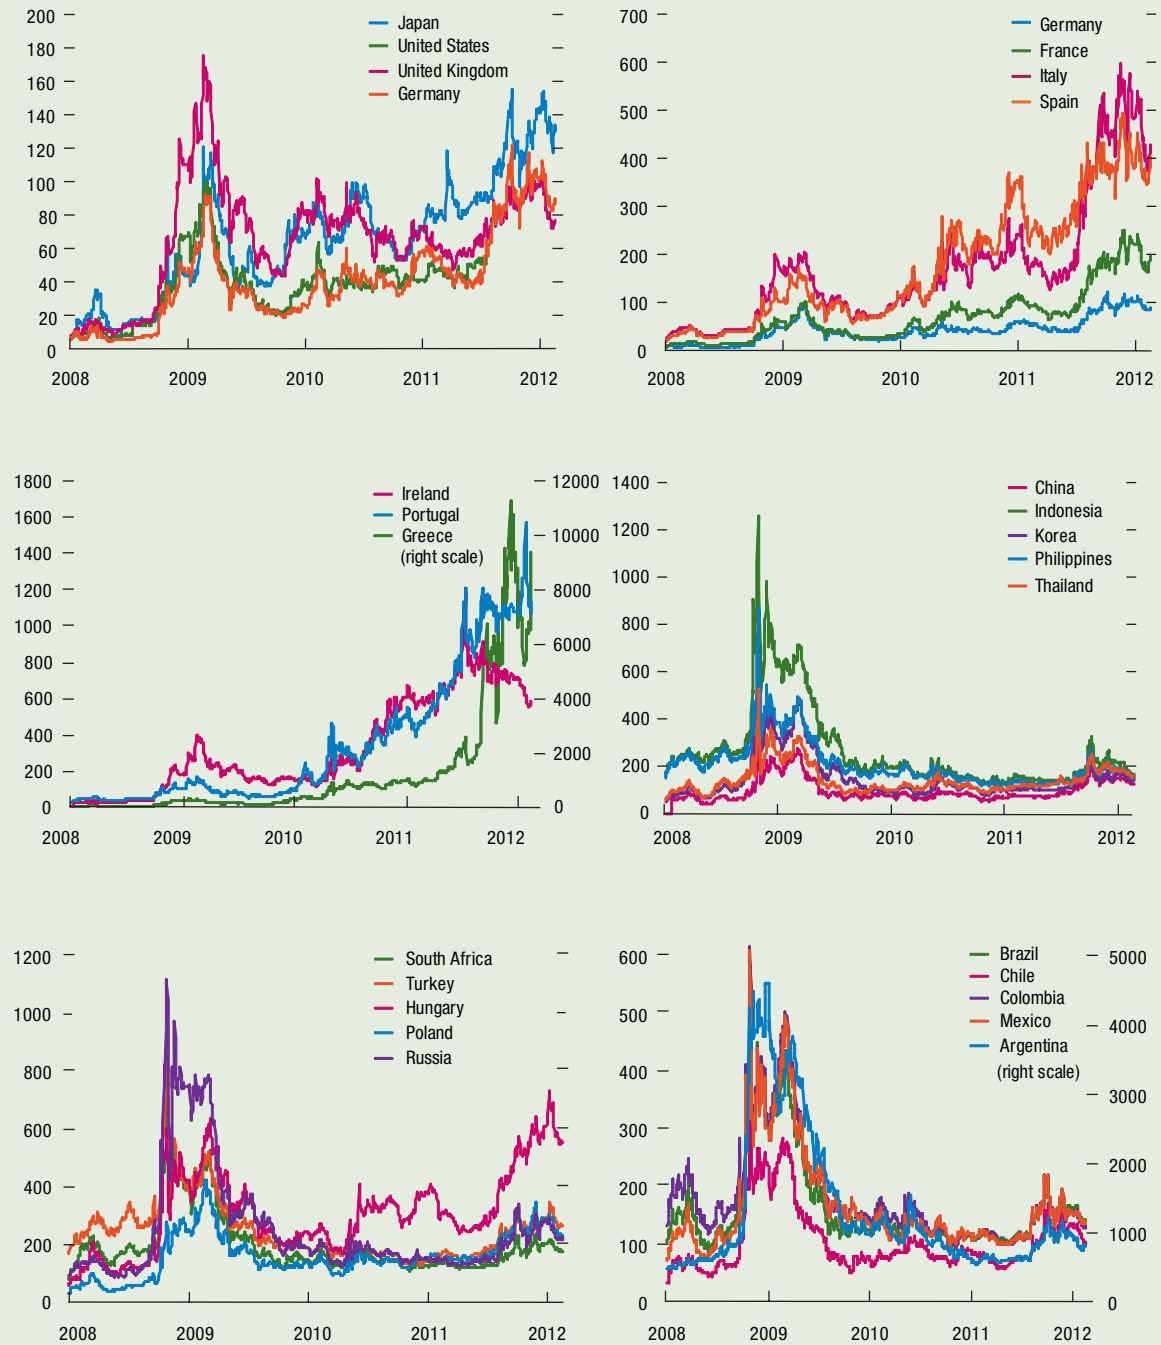 200
180
160
140
120
100
80
60
40
20
0
2008 2009 2010 2011 2012
Japan
United States
United Kingdom
Germany
700
600
500
400
300
200
100
0
2008 2009 2010 2011 2012
Germany
France
Italy
Spain
1800
1600
1400
1200
1000
800
600
400
200
0
2008 2009 2010 2011 2012
Ireland
Portugal
Greece
(right scale)
12000
10000
8000
6000
4000
2000
0
1400
1200
1000
800
600
400
200
0
2008 2009 2010 2011 2012
China
Indonesia
Korea
Philippines
Thailand
1200
1000
800
600
400
200
0
2008 2009 2010 2011 2012
South Africa
Turkey
Hungary
Poland
Russia
600
500
400
300
200
100
0
2008 2009 2010 2011 2012
Brazil
Chile
Colombia
Mexico
Argentina
(right scale)
5000
4000
3000
2000
1000
0